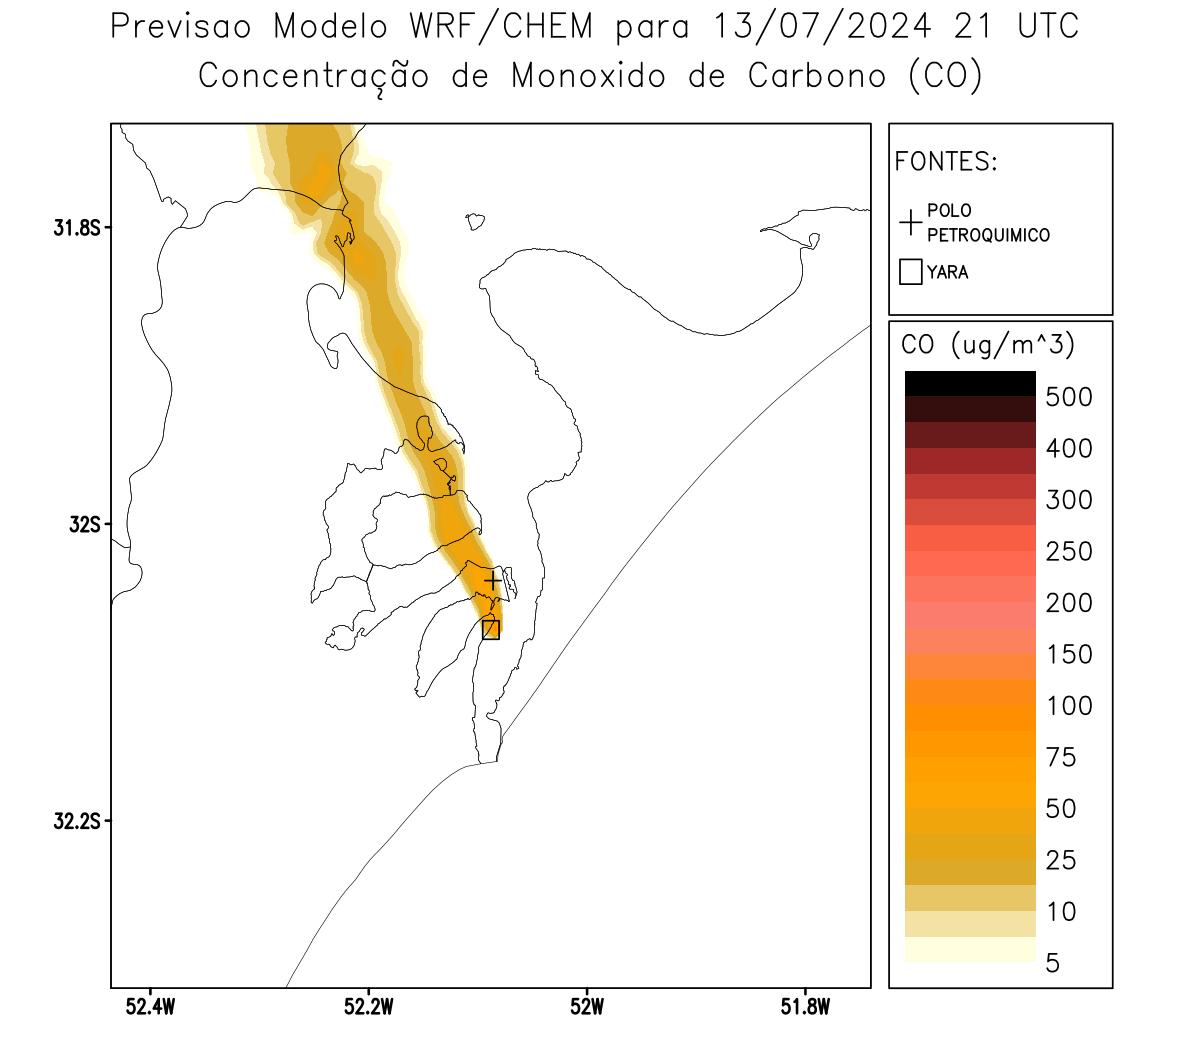 Previsao Modelo WRF/CHEM para 13/07/2024 21 UTC
Concentração de Monoxido de Carbono (CO)
FONTES:
POLO
PETROQUIMICO
YARA
CO (ug/m^3)
500
400
300
250
200
150
100
75
50
25
10
5
31.8S
32S
32.2S
52.4W
52.2W
52W
51.8W